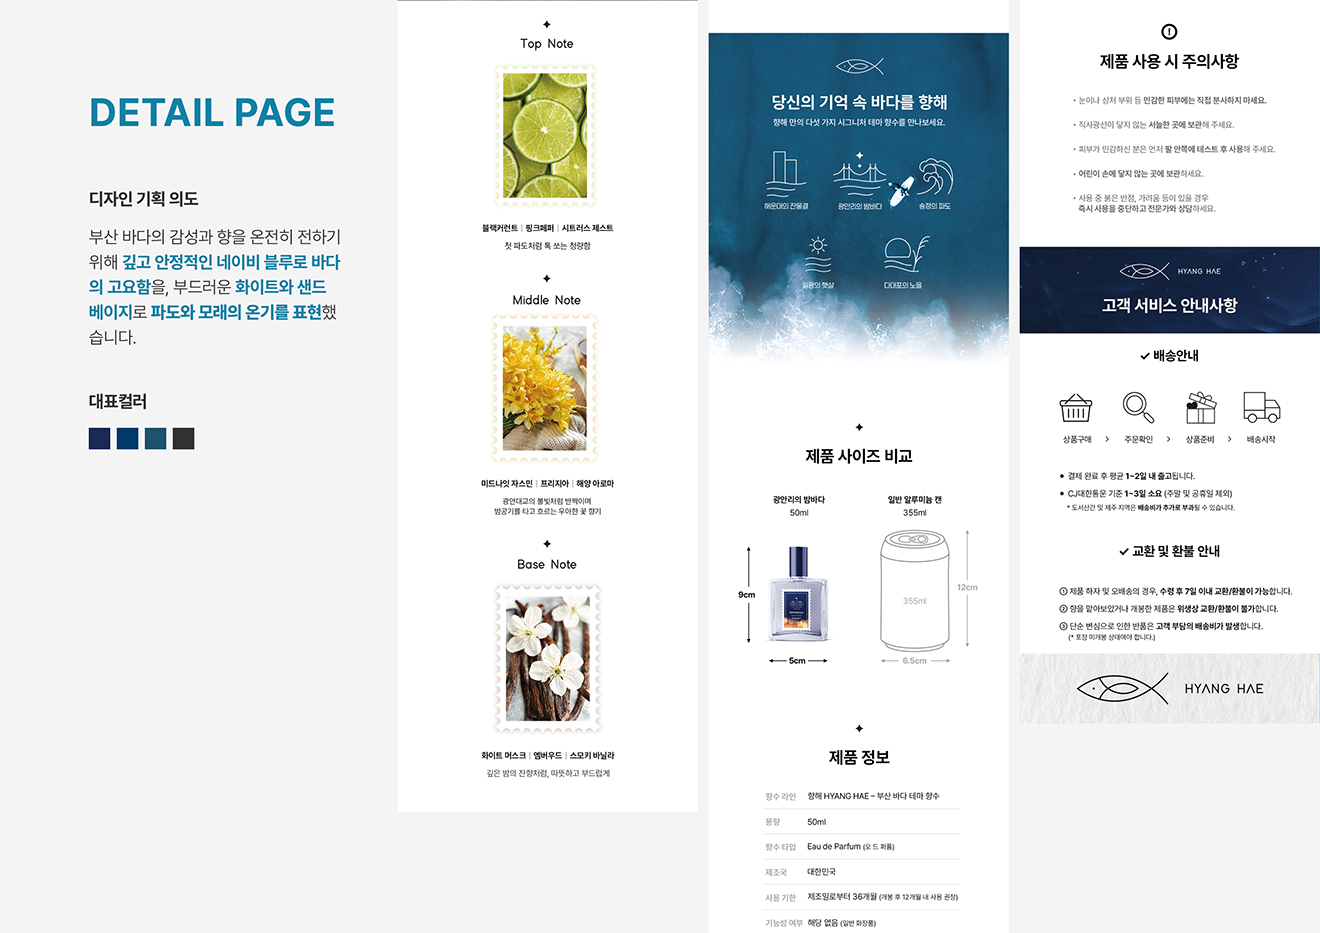 DETAIL PAGE
디자인 기획 의도
부산 바다의 감성과 향을 온전히 전하기
위해 깊고 안정적인 네이비 블루로 바다
의 고요함을, 부드러운 화이트와 샌드
베이지로 파도와 모래의 온기를 표현했
습니다.
대표컬러
Top Note
블랙커런트 | 핑크페퍼 | 시트러스 제스트
첫 파도처럼 톡 쏘는 청량함
Middle Note
미드나잇 자스민 | 프리지아 | 해양 아로마
광안대교의 불빛처럼 반짝이며
밤공기를 타고 흐르는 우아한 꽃 향기
Base Note
화이트 머스크 | 엠버우드 | 스모키 바닐라
깊은 밤의 잔향처럼, 따뜻하고 부드럽게
당신의 기억 속 바다를 향해
향해 만의 다섯 가지 시그니처 테마 향수를 만나보세요.
해운대의 잔물결
광안리의 밤바다
송정의 파도
일광의 햇살
다대포의 노을
제품 사이즈 비교
광안리의 밤바다
50ml
일반 알루미늄 캔
355ml
9cm
5cm
355ml
12cm
6.5cm
제품 정보
향수 라인 향해 HYANG HAE – 부산 바다 테마 향수
용량 50ml
향수 타입 Eau de Parfum (오 드 퍼퓸)
제조국 대한민국
사용 기한 제조일로부터 36개월 (개봉 후 12개월 내 사용 권장)
기능성 여부 해당 없음 (일반 화장품)
제품 사용 시 주의사항
• 눈이나 상처 부위 등 민감한 피부에는 직접 분사하지 마세요.
• 직사광선이 닿지 않는 서늘한 곳에 보관해 주세요.
• 피부가 민감하신 분은 먼저 팔 안쪽에 테스트 후 사용해 주세요.
• 어린이 손에 닿지 않는 곳에 보관하세요.
• 사용 중 붉은 반점, 가려움 등이 있을 경우
즉시 사용을 중단하고 전문가와 상담하세요.
HYANG HAE
고객 서비스 안내사항
✓ 배송안내
상품구매 > 주문확인 > 상품준비 > 배송시작
• 결제 완료 후 평균 1~2일 내 출고됩니다.
• CJ대한통운 기준 1~3일 소요 (주말 및 공휴일 제외)
* 도서산간 및 제주 지역은 배송비가 추가로 부과될 수 있습니다.
✓ 교환 및 환불 안내
① 제품 하자 및 오배송의 경우, 수령 후 7일 이내 교환/환불이 가능합니다.
② 향을 맡아보았거나 개봉한 제품은 위생상 교환/환불이 불가합니다.
③ 단순 변심으로 인한 반품은 고객 부담의 배송비가 발생합니다.
(* 포장 미개봉 상태여야 합니다.)
HYANG HAE